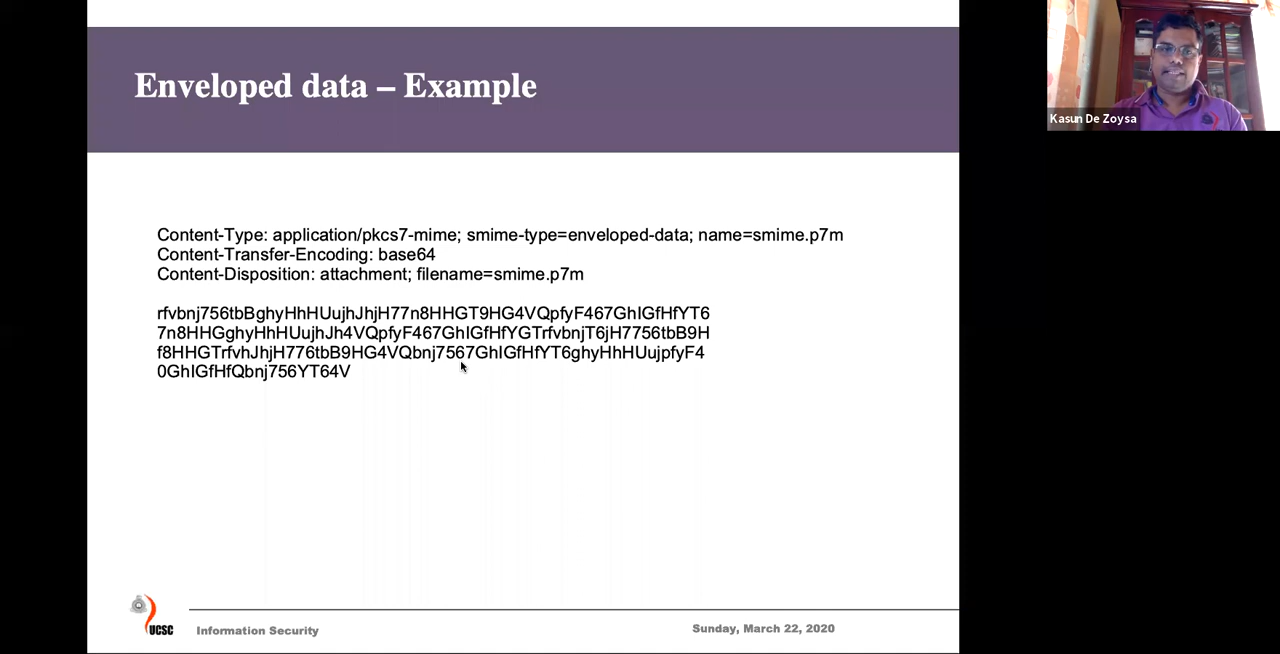 Enveloped data – Example
Kasun De Zoysa
Content-Type: application/pkcs7-mime; smime-type=enveloped-data; name=smime.p7m
Content-Transfer-Encoding: base64
Content-Disposition: attachment; filename=smime.p7m
rfvbnj756tbBghyHhHUujhJhjH77n8HHGT9HG4VQpfyF467GhIGfHfYT6
7n8HHGghyHhHUujhJh4VQpfyF467GhIGfHfYGTrfvbnjT6jH7756tbB9H
f8HHGTrfvhJhjH776tbB9HG4VQbnj7567GhIGfHfYT6ghyHhHUujpfyF4
0GhIGfHfQbnj756YT64V
UCSC
Information Security
Sunday, March 22, 2020